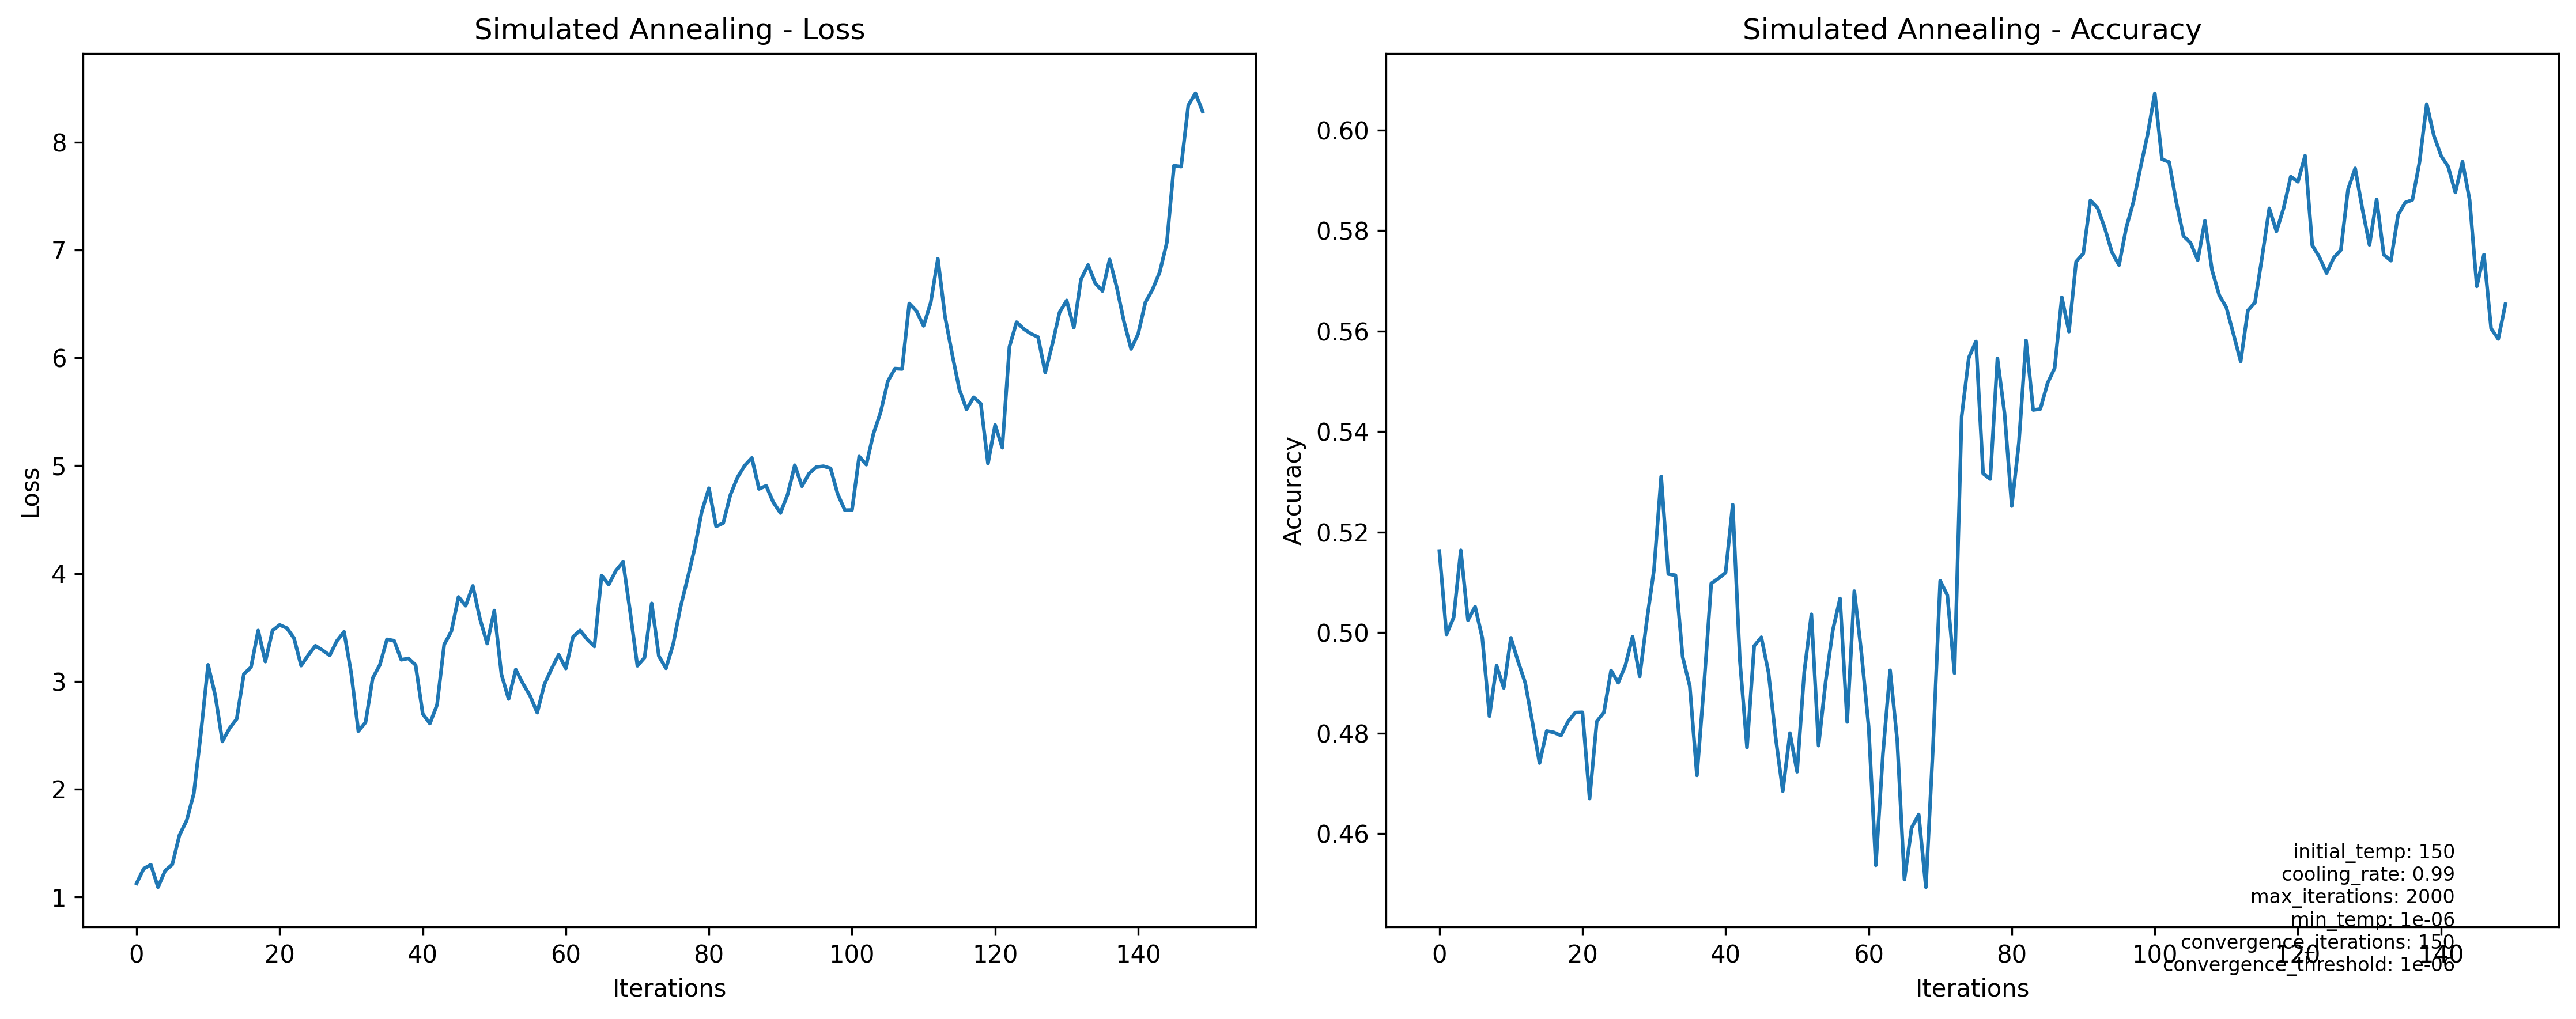 Simulated Annealing - Loss
8
7
6
5
4
3
2
1
Loss
0 20 40 60 80 100 120 140
Iterations
Simulated Annealing - Accuracy
0.60
0.58
0.56
0.54
0.52
0.50
0.48
0.46
Accuracy
initial_temp: 150
cooling_rate: 0.99
max_iterations: 2000
min_temp: 1e-06
convergence_iterations: 150
convergence_threshold: 1e-06
0 20 40 60 80 100 120 140
Iterations